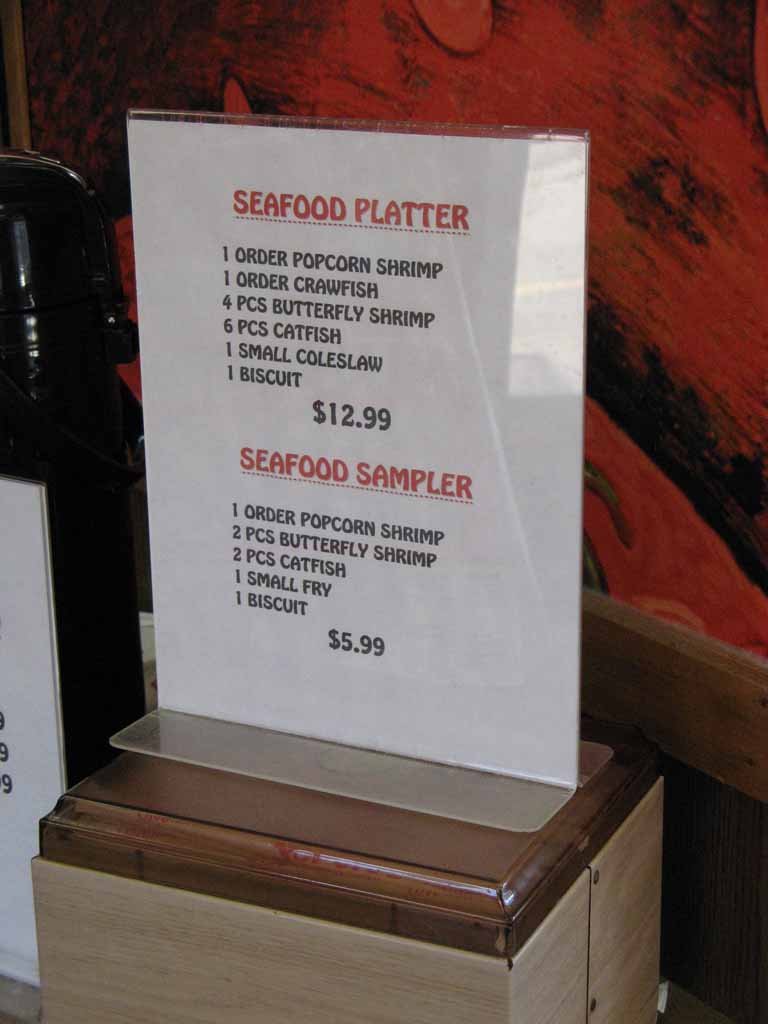 SEAFOOD PLATTER
1 ORDER POPCORN SHRIMP
1 ORDER CRAWFISH
4 PCS BUTTERFLY SHRIMP
6 PCS CATFISH
1 SMALL COLESLAW
1 BISCUIT
$12.99
SEAFOOD SAMPLER
1 ORDER POPCORN SHRIMP
2 PCS BUTTERFLY SHRIMP
2 PCS CATFISH
1 SMALL FRY
1 BISCUIT
$5.99